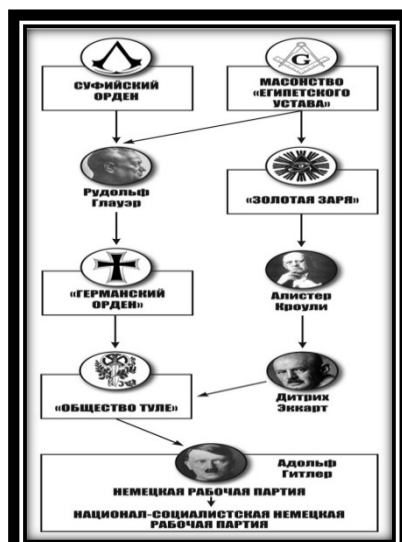 СУФИЙСКИЙ
ОРДЕН
МАСОНСТВО
«ЕГИПЕТСКОГО
УСТАВА»
G
Рудольф
Глауэр
«ЗОЛОТАЯ ЗАРЯ»
«ГЕРМАНСКИЙ
ОРДЕН»
Алистер
Кроули
«ОБЩЕСТВО ТУЛЕ»
Дитрих
Эккарт
Адольф
Гитлер
НЕМЕЦКАЯ РАБОЧАЯ ПАРТИЯ
НАЦИОНАЛ-СОЦИАЛИСТСКАЯ НЕМЕЦКАЯ
РАБОЧАЯ ПАРТИЯ